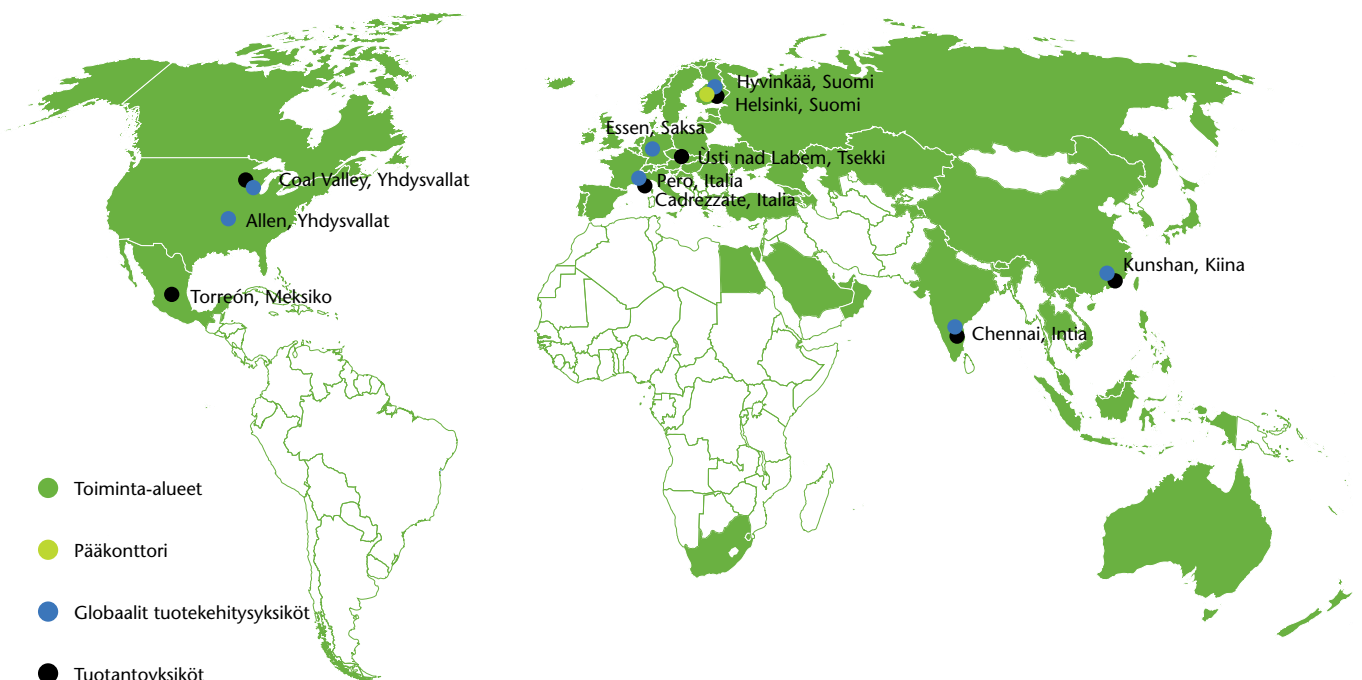 Hyvinkää, Suomi
Helsinki, Suomi
Essen, Saksa
Ùsti nad Labem, Tsekki
Coal Valley, Yhdysvallat
Pero, Italia
Cadrezzate, Italia
Allen, Yhdysvallat
Kunshan, Kiina
Torreón, Meksiko
Chennai, Intia
Toiminta-alueet
Pääkonttori
Globaalit tuotekehitysyksiköt
Tuotantoyksiköt